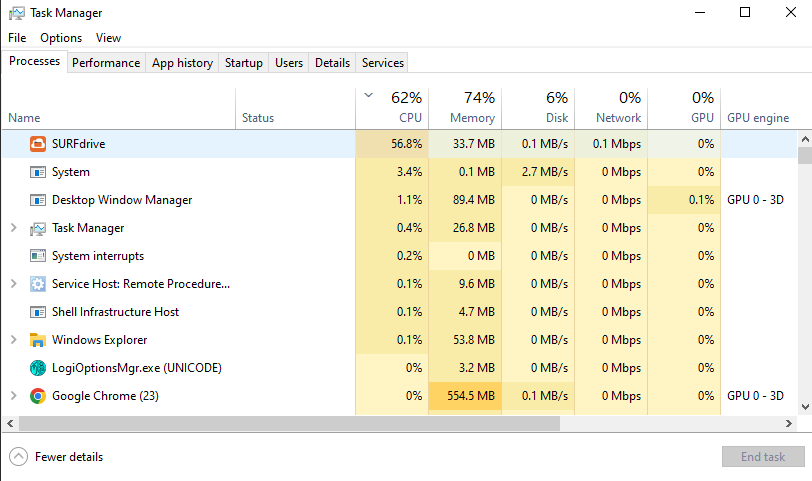 Task Manager
File Options View
Processes Performance App history Startup Users Details Services
62% 74% 6% 0% 0%
Name Status CPU Memory Disk Network GPU GPU engine
SURFdrive 56.8% 33.7 MB 0.1 MB/s 0.1 Mbps 0%
System 3.4% 0.1 MB 2.7 MB/s 0 Mbps 0%
Desktop Window Manager 1.1% 89.4 MB 0 MB/s 0 Mbps 0.1% GPU 0 - 3D
Task Manager 0.4% 26.8 MB 0 MB/s 0 Mbps 0%
System interrupts 0.2% 0 MB 0 MB/s 0 Mbps 0%
Service Host: Remote Procedure... 0.1% 9.6 MB 0 MB/s 0 Mbps 0%
Shell Infrastructure Host 0.1% 4.7 MB 0 MB/s 0 Mbps 0%
Windows Explorer 0.1% 53.8 MB 0 MB/s 0 Mbps 0%
LogiOptionsMgr.exe (UNICODE) 0% 3.2 MB 0 MB/s 0 Mbps 0%
Google Chrome (23) 0% 554.5 MB 0.1 MB/s 0 Mbps 0% GPU 0 - 3D
Fewer details End task